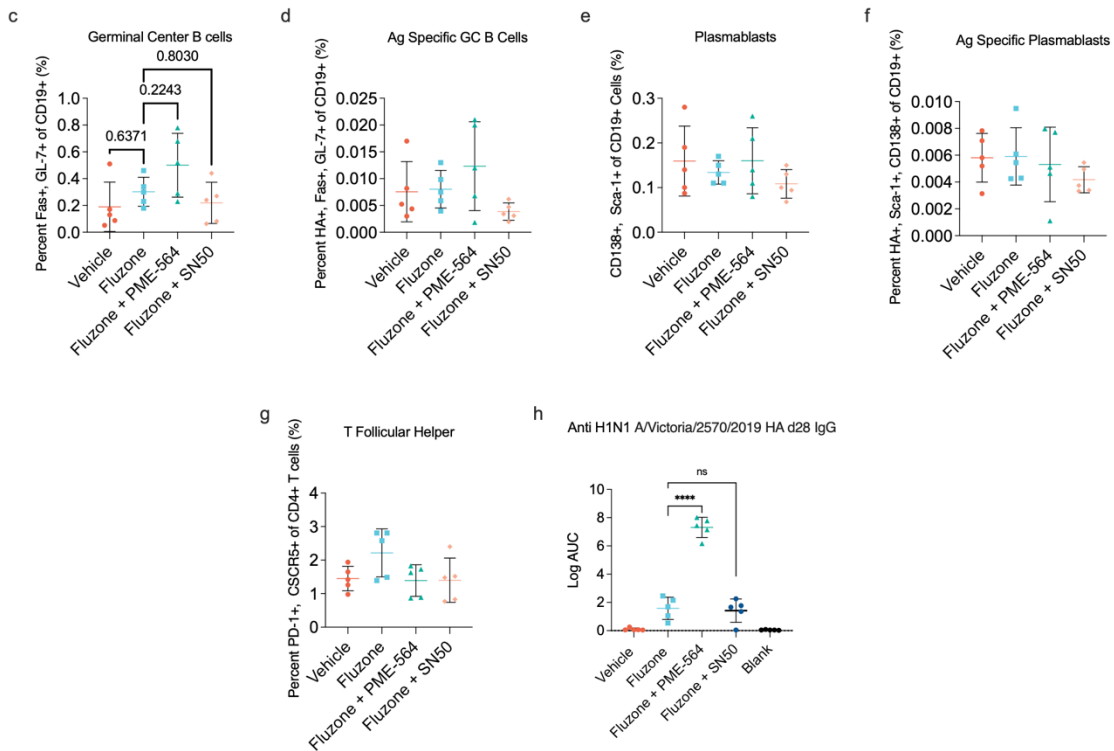 c
Germinal Center B cells
0.8030
0.2243
0.6371
Percent Fas+, GL-7+ of CD19+ (%)
1.0
0.8
0.6
0.4
0.2
0.0
Vehicle
Fluzone
Fluzone + PME-564
Fluzone + SN50
d
Ag Specific GC B Cells
Percent HA+, Fas+, GL-7+ of CD19+ (%)
0.025
0.020
0.015
0.010
0.005
0.000
Vehicle
Fluzone
Fluzone + PME-564
Fluzone + SN50
e
Plasmablasts
CD138+, Sca-1+ of CD19+ Cells (%)
0.3
0.2
0.1
0.0
Vehicle
Fluzone
Fluzone + PME-564
Fluzone + SN50
f
Ag Specific Plasmablasts
Percent HA+, Sca-1+, CD138+ of CD19+ (%)
0.010
0.008
0.006
0.004
0.002
0.000
Vehicle
Fluzone
Fluzone + PME-564
Fluzone + SN50
g
T Follicular Helper
Percent PD-1+, CSCR5+ of CD4+ T cells (%)
4
3
2
1
0
Vehicle
Fluzone
Fluzone + PME-564
Fluzone + SN50
h
Anti H1N1 A/Victoria/2570/2019 HA d28 IgG
ns
****
Log AUC
10
8
6
4
2
0
Vehicle
Fluzone
Fluzone + PME-564
Fluzone + SN50
Blank